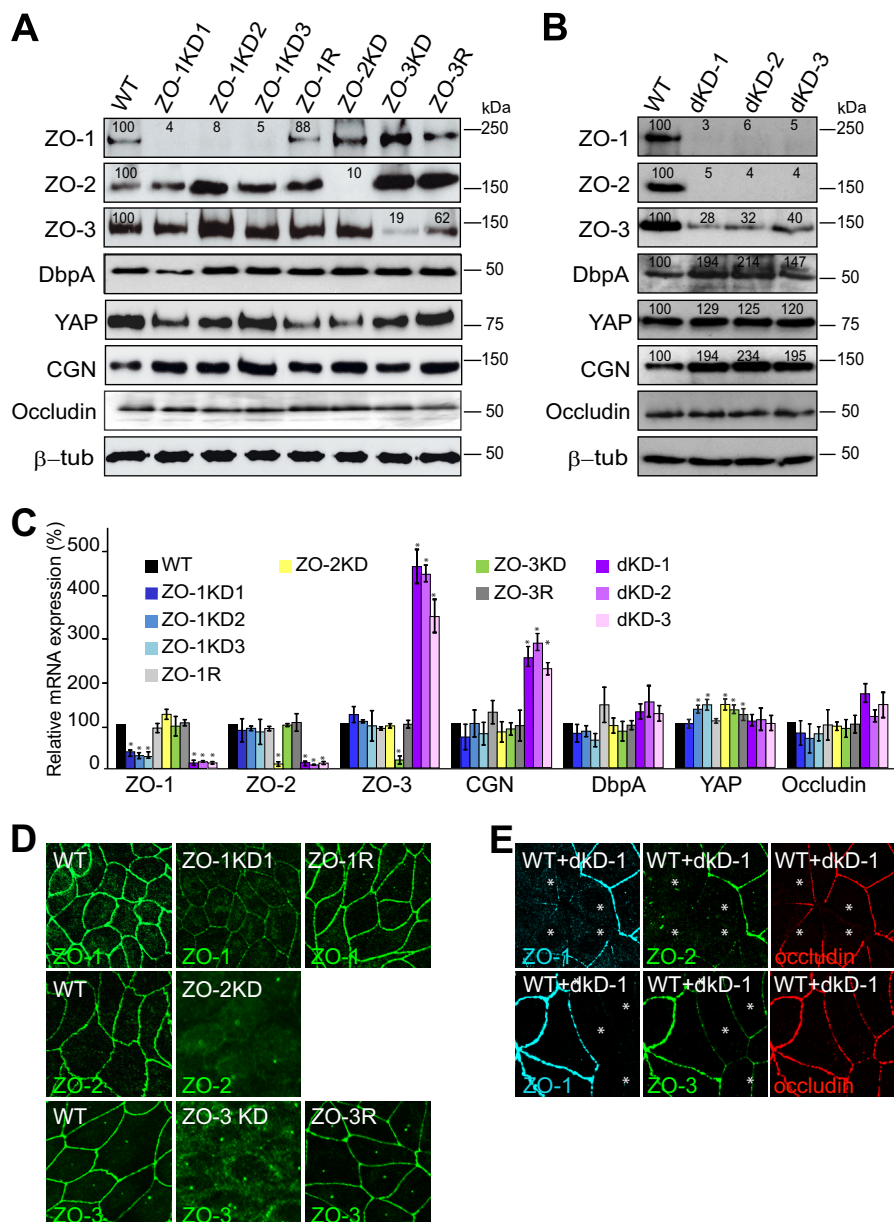 A
WT ZO-1KD1 ZO-1KD2 ZO-1KD3 ZO-1R ZO-2KD ZO-3KD ZO-3R
kDa
ZO-1 100 4 8 5 88 250
ZO-2 100 10 150
ZO-3 100 19 62 150
DbpA 50
YAP 75
CGN 150
Occludin 50
β-tub 50
B
WT dKD-1 dKD-2 dKD-3
kDa
ZO-1 100 3 6 5 250
ZO-2 100 5 4 4 150
ZO-3 100 28 32 40 150
DbpA 100 194 214 147 50
YAP 100 129 125 120 75
CGN 100 194 234 195 150
Occludin 50
β-tub 50
C
Relative mRNA expression (%)
500
400
300
200
100
0
WT
ZO-1KD1
ZO-1KD2
ZO-1KD3
ZO-1R
ZO-2KD
ZO-3KD
ZO-3R
dKD-1
dKD-2
dKD-3
* * * * * *
* * * *
* * * *
* * *
* * * * *
ZO-1 ZO-2 ZO-3 CGN DbpA YAP Occludin
D
WT ZO-1KD1 ZO-1R
ZO-1 ZO-1 ZO-1
WT ZO-2KD
ZO-2 ZO-2
WT ZO-3 KD ZO-3R
ZO-3 ZO-3 ZO-3
E
WT+dkD-1 WT+dkD-1 WT+dkD-1
* * * * * * * * *
ZO-1 ZO-2 occludin
WT+dkD-1 WT+dkD-1 WT+dkD-1
* * * * * * * *
ZO-1 ZO-3 occludin